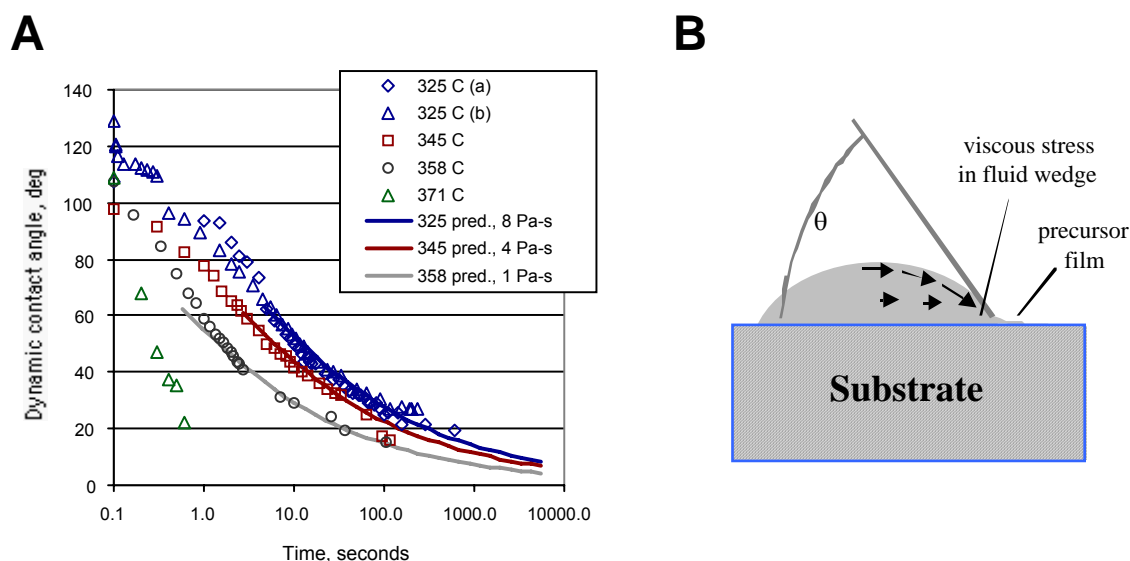 A
B
140
120
100
80
60
40
20
0
Dynamic contact angle, deg
0.1 1.0 10.0 100.0 1000.0 10000.0
Time, seconds
325 C (a)
325 C (b)
345 C
358 C
371 C
325 pred., 8 Pa-s
345 pred., 4 Pa-s
358 pred., 1 Pa-s
θ
viscous stress
in fluid wedge
precursor
film
Substrate